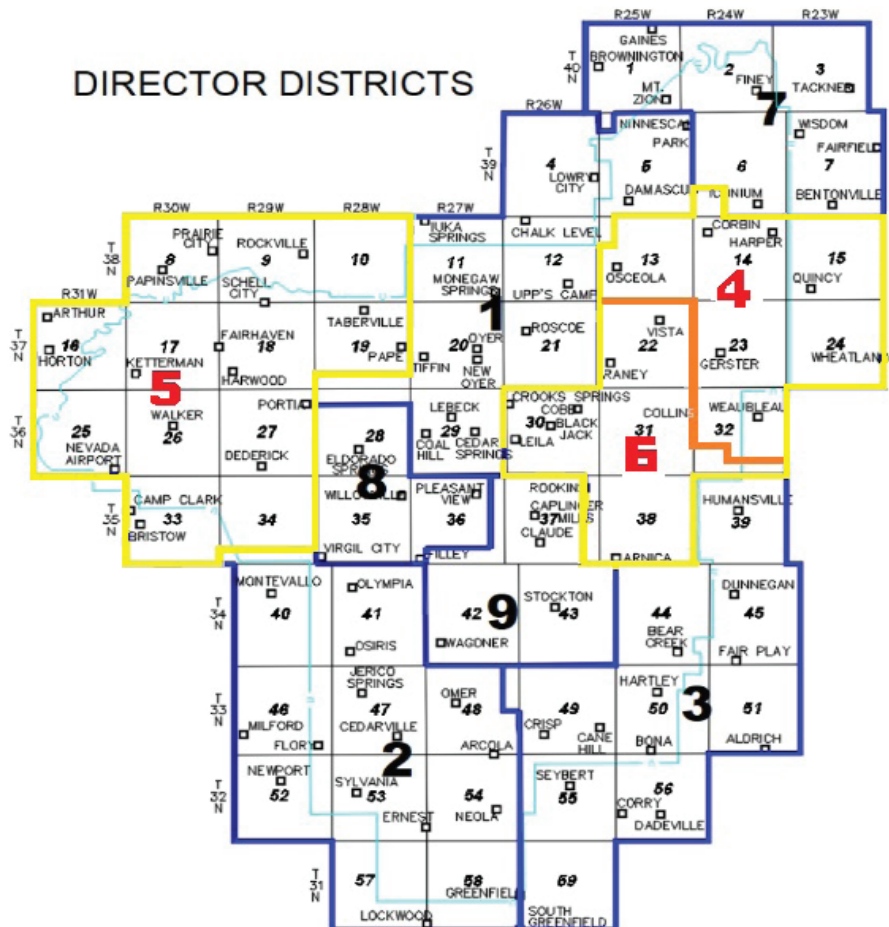 R25W R24W R23W
GAINES
BROWNINGTON
T 40 N
1 2 3
FINEY
TACKNER
MT. ZION
7
DIRECTOR DISTRICTS
R26W
NINNESCAH PARK
WISDOM
FAIRFIELD
T 39 N
4 5 6 7
LOWRY CITY
DAMASCUS
ICONIUM
BENTONVILLE
R30W R29W R28W R27W
IUKA SPRINGS
CHALK LEVEL
CORBIN
HARPER
PRAIRIE CITY
ROCKVILLE
T 38 N
8 9 10 11 12 13 14 15
PAPINSVILLE
SCHELL CITY
MONEGAW SPRINGS
UPP'S CAMP
OSCEOLA
QUINCY
4
R31W
1
ARTHUR
TABERVILLE
ROSCOE
VISTA
T 37 N
16 17 18 19 20 21 22 23 24
HORTON
FAIRHAVEN
PAPE
TIFFIN
OYER
NEW OYER
RANEY
GERSTER
WHEATLAND
KETTERMAN
HARWOOD
5
PORTIA
CROOKS SPRINGS
LEBECK
COBB
COLLINS
WEAUBLEAU
T 36 N
25 26 27 28 29 30 31 32
WALKER
BLACK JACK
LEILA
COAL HILL
CEDAR SPRINGS
NEVADA AIRPORT
DEDERICK
ELDORADO SPRINGS
6
8
WILLOW
PLEASANT VIEW
ROOKINS
HUMANSVILLE
CAMP CLARK
CAPLINGER MILLS
T 35 N
33 34 35 36 37 38 39
BRISTOW
CLAUDE
VIRGIL CITY
FILLEY
ARNICA
MONTEVALLO
OLYMPIA
DUNNEGAN
STOCKTON
T 34 N
40 41 42 43 44 45
9
WAGONER
BEAR CREEK
OSIRIS
FAIR PLAY
JERICO SPRINGS
OMER
HARTLEY
T 33 N
46 47 48 49 50 51
3
MILFORD
CEDARVILLE
CRISP
CANE HILL
FLORY
ARCOLA
BONA
ALDRICH
2
NEWPORT
SYLVANIA
SEYBERT
T 32 N
52 53 54 55 56
ERNEST
NEOLA
CORRY
DADEVILLE
T 31 N
57 58 59
GREENFIELD
LOCKWOOD
SOUTH GREENFIELD